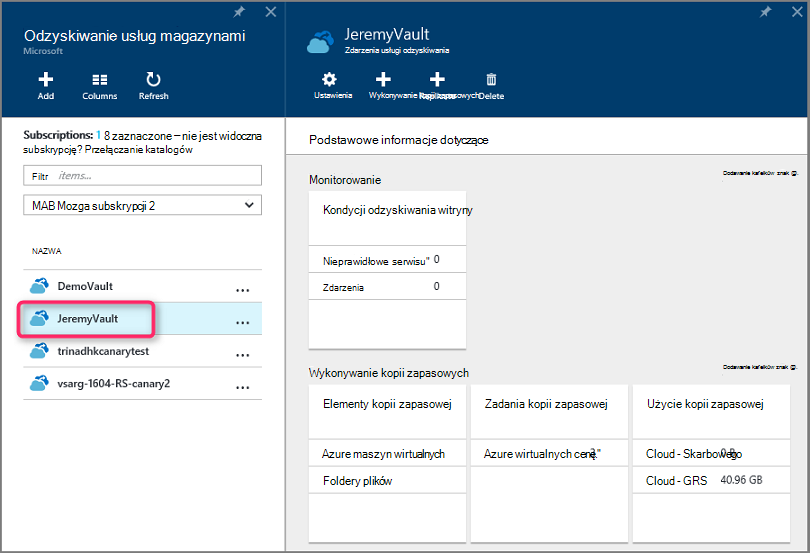 Odzyskiwanie usług magazynami
Microsoft
Add
Columns
Refresh
Subscriptions: 1 8 zaznaczone – nie jest widoczna
subskrypcję? Przełączanie katalogów
Filtr items...
MAB Mozga subskrypcji 2
NAZWA
DemoVault ...
JeremyVault ...
trinadhkcanarytest ...
vsarg-1604-RS-canary2 ...
JeremyVault
Zdarzenia usługi odzyskiwania
Ustawienia
Wykonywanie kopii zapasowych
Delete
Podstawowe informacje dotyczące
Monitorowanie
Dodawanie kafelków znak
Kondycji odzyskiwania witryny
Nieprawidłowe serwisu" 0
Zdarzenia 0
Wykonywanie kopii zapasowych
Dodawanie kafelków znak
Elementy kopii zapasowej
Azure maszyn wirtualnych
Foldery plików
Zadania kopii zapasowej
Azure wirtualnych cenę
Użycie kopii zapasowej
Cloud - Skarbowego
Cloud - GRS 40.96 GB